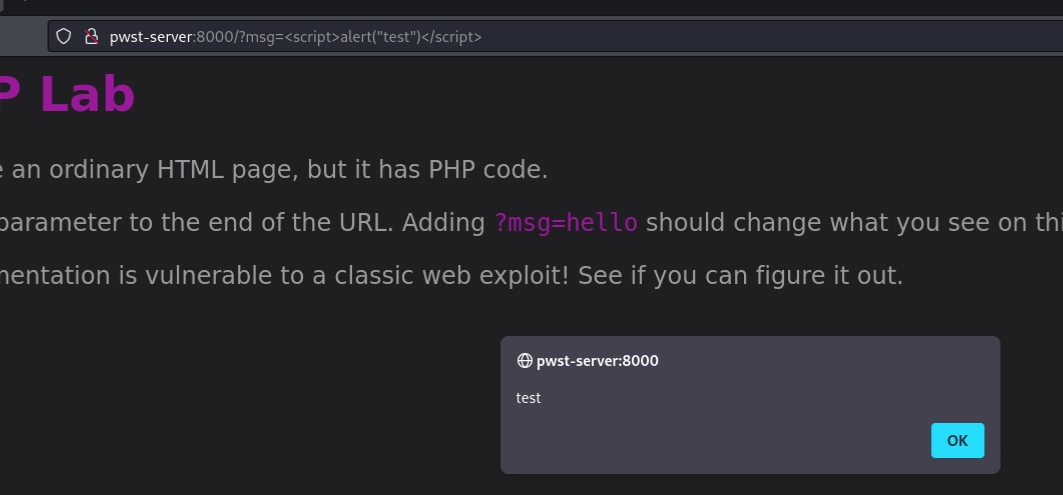 pwst-server:8000/?msg=<script>alert("test")</script>
P Lab
e an ordinary HTML page, but it has PHP code.
parameter to the end of the URL. Adding ?msg=hello should change what you see on thi
mentation is vulnerable to a classic web exploit! See if you can figure it out.
pwst-server:8000
test
OK